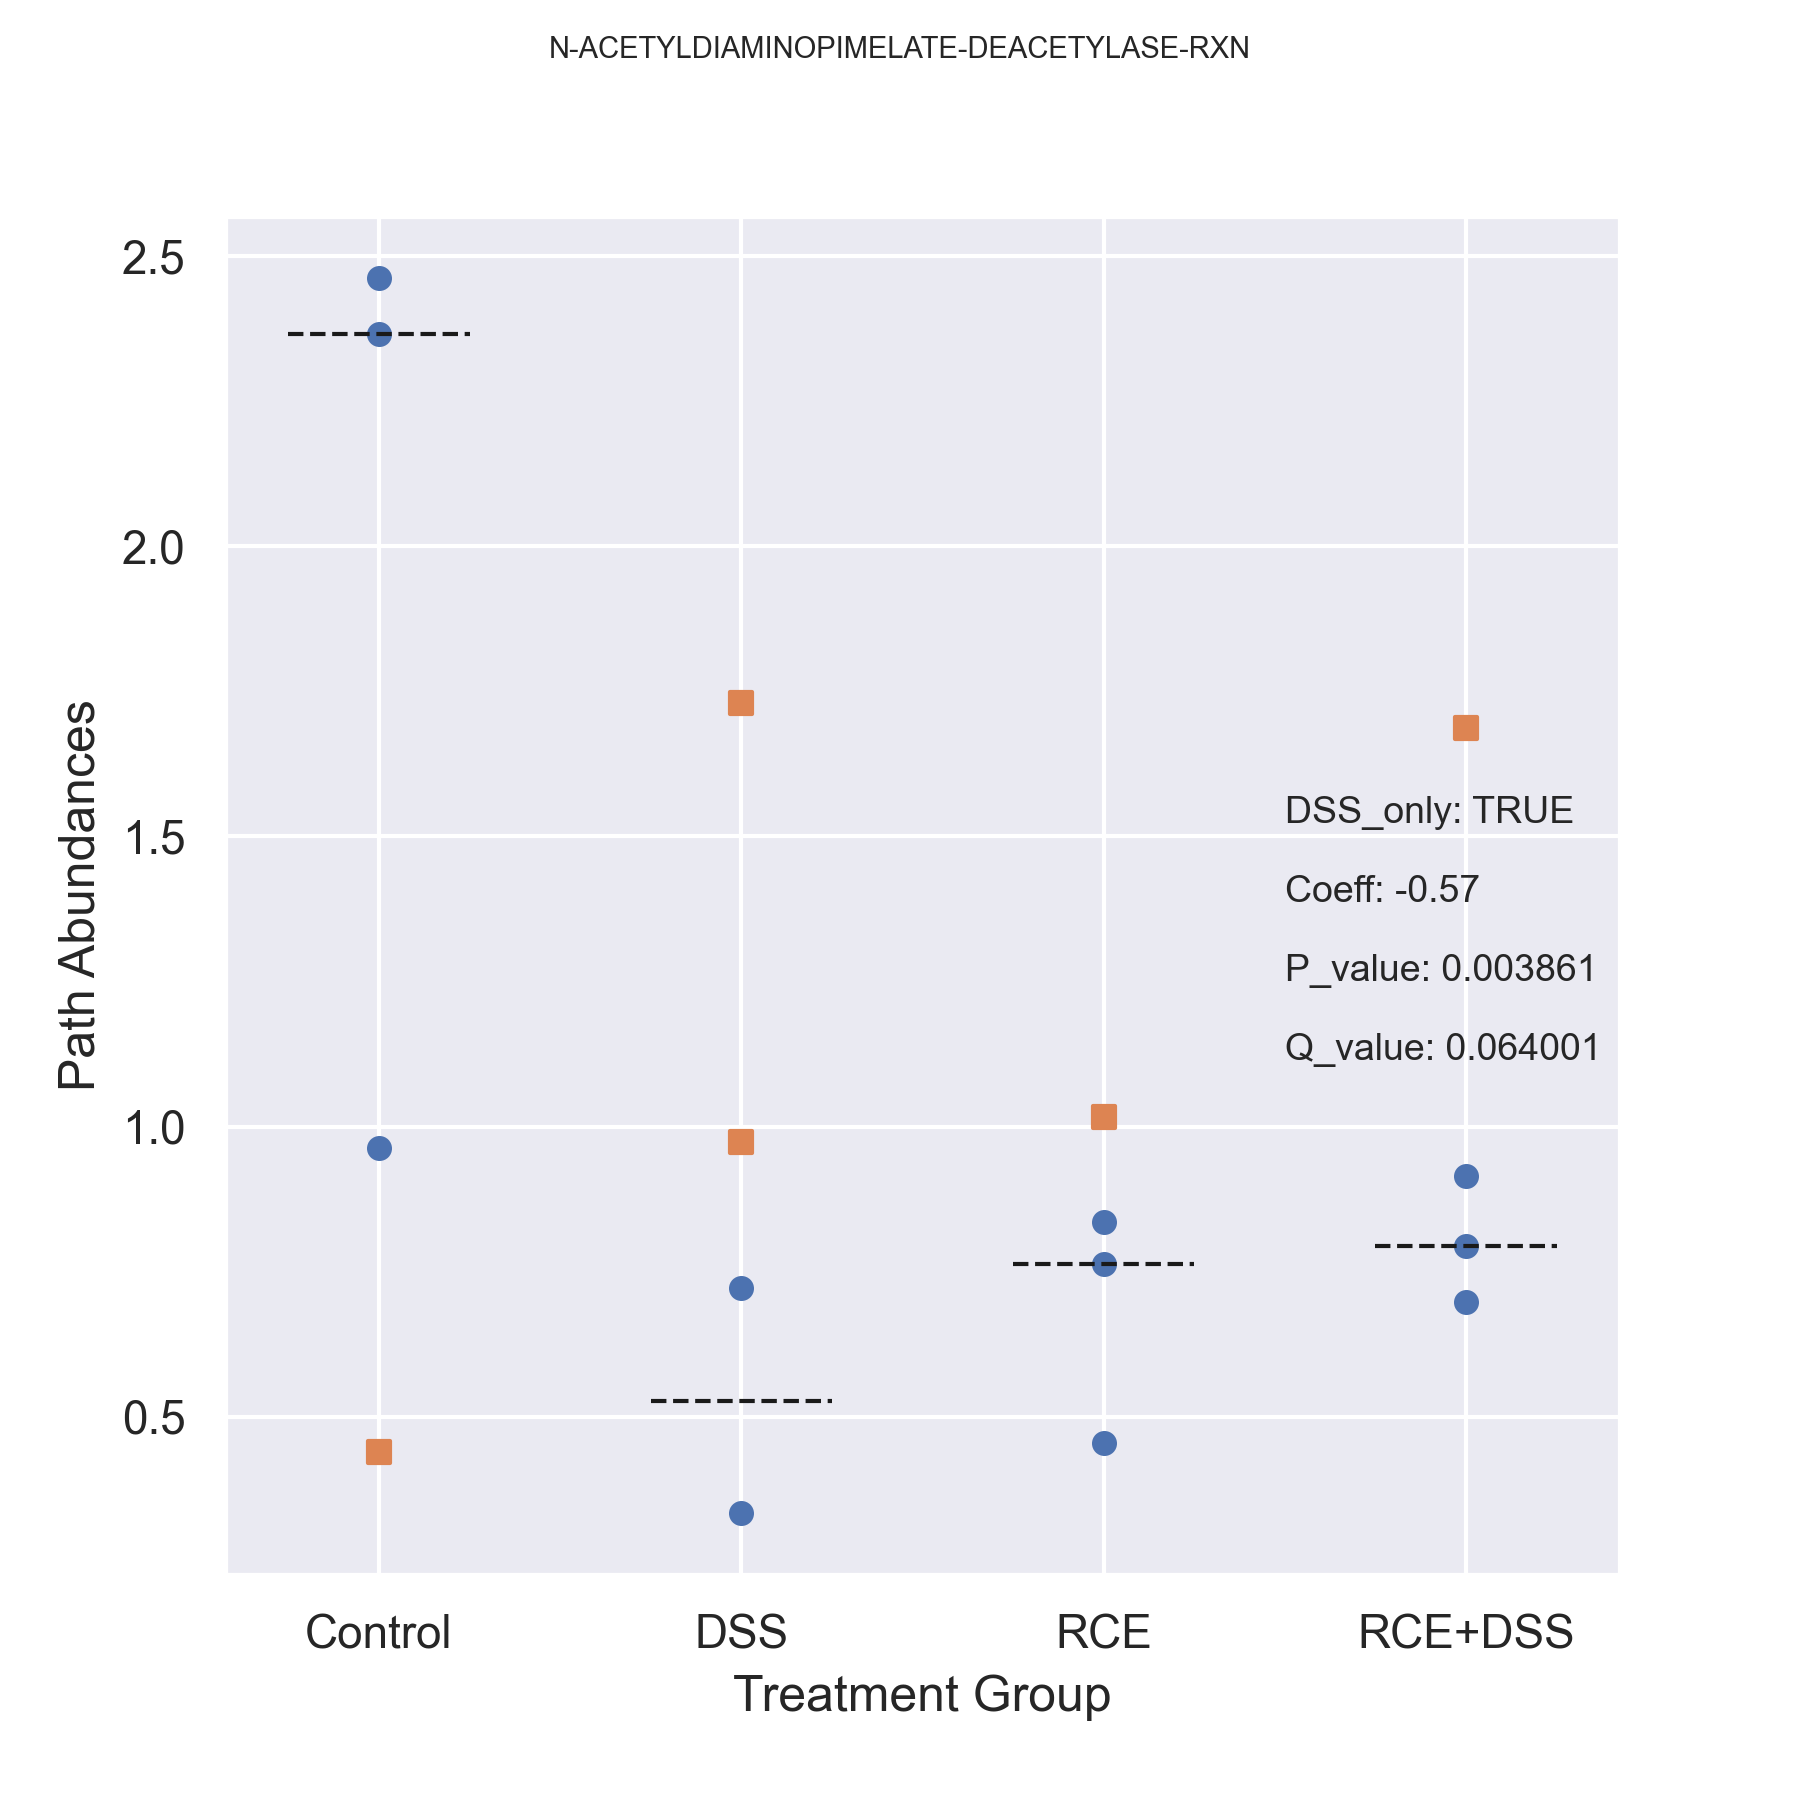 N-ACETYLDIAMINOPIMELATE-DEACETYLASE-RXN
2.5
2.0
1.5
1.0
0.5
Path Abundances
DSS_only: TRUE
Coeff: -0.57
P_value: 0.003861
Q_value: 0.064001
Control DSS RCE RCE+DSS
Treatment Group